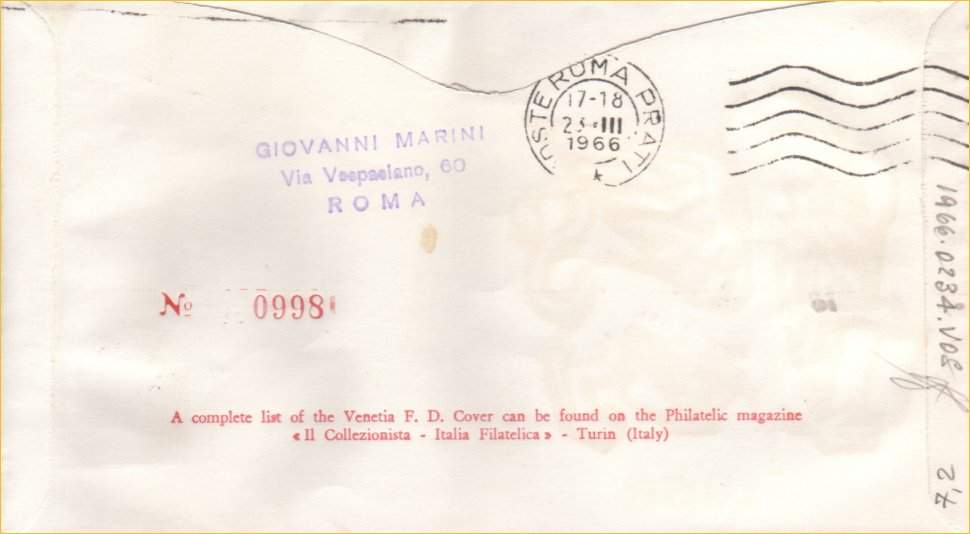 POSTE ROMA PRATI
17-18
23·III
1966
GIOVANNI MARINI
Via Vespasiano, 60
ROMA
No 0998
A complete list of the Venetia F. D. Cover can be found on the Philatelic magazine
« Il Collezionista - Italia Filatelica » - Turin (Italy)
1966.0234.V08
2'7